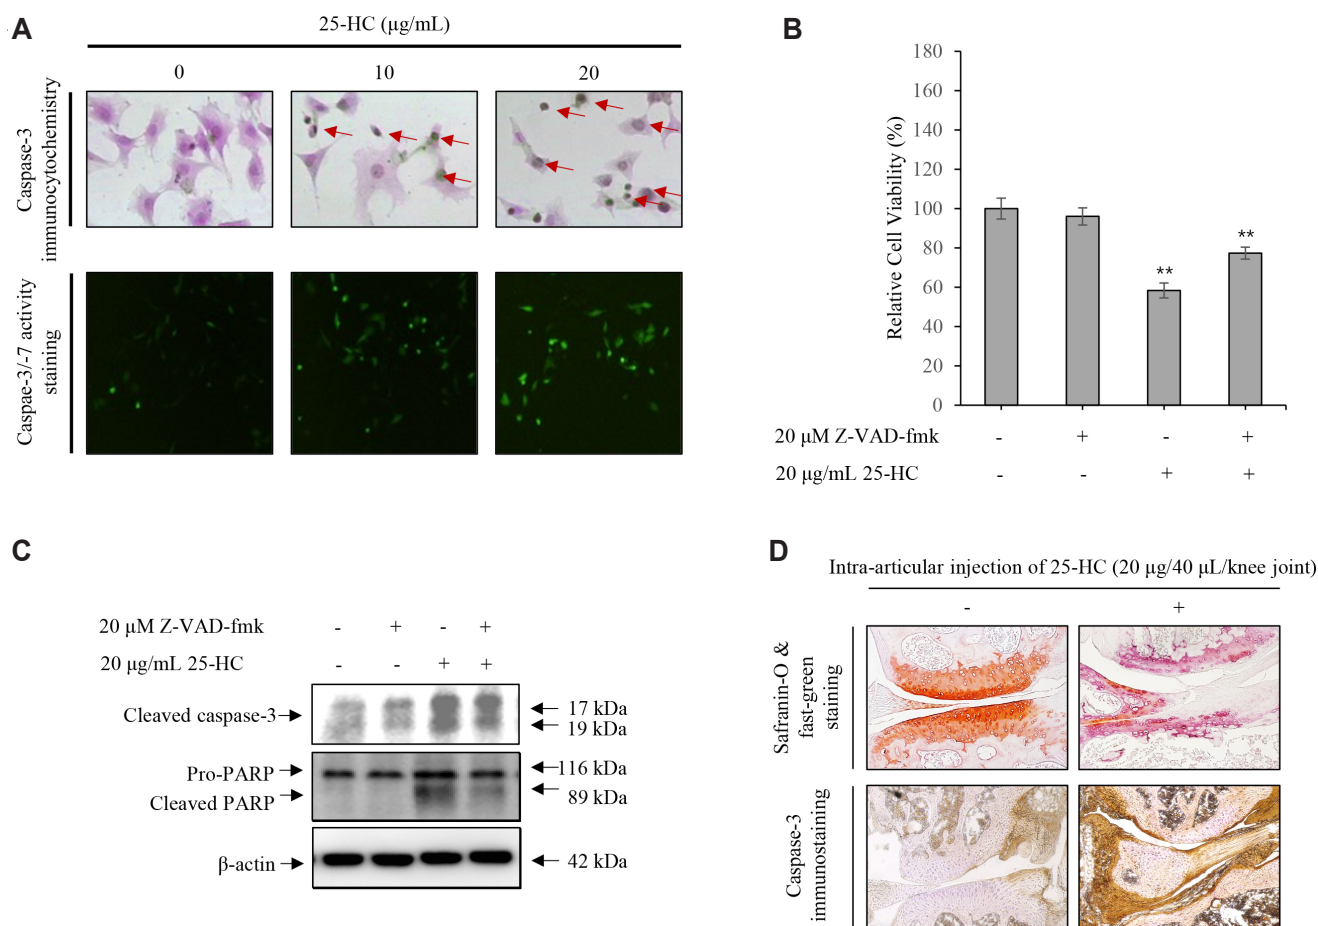 A
25-HC (μg/mL)
0 10 20
Caspase-3
immunocytochemistry
Caspae-3/-7 activity
staining
B
180
160
140
120
100
80
60
40
20
0
Relative Cell Viability (%)
** **
20 μM Z-VAD-fmk - + - +
20 μg/mL 25-HC - - + +
C
20 μM Z-VAD-fmk - + - +
20 μg/mL 25-HC - - + +
Cleaved caspase-3
17 kDa
19 kDa
Pro-PARP
116 kDa
Cleaved PARP
89 kDa
β-actin
42 kDa
D
Intra-articular injection of 25-HC (20 μg/40 μL/knee joint)
- +
Safranin-O &
fast-green
staining
Caspase-3
immunostaining